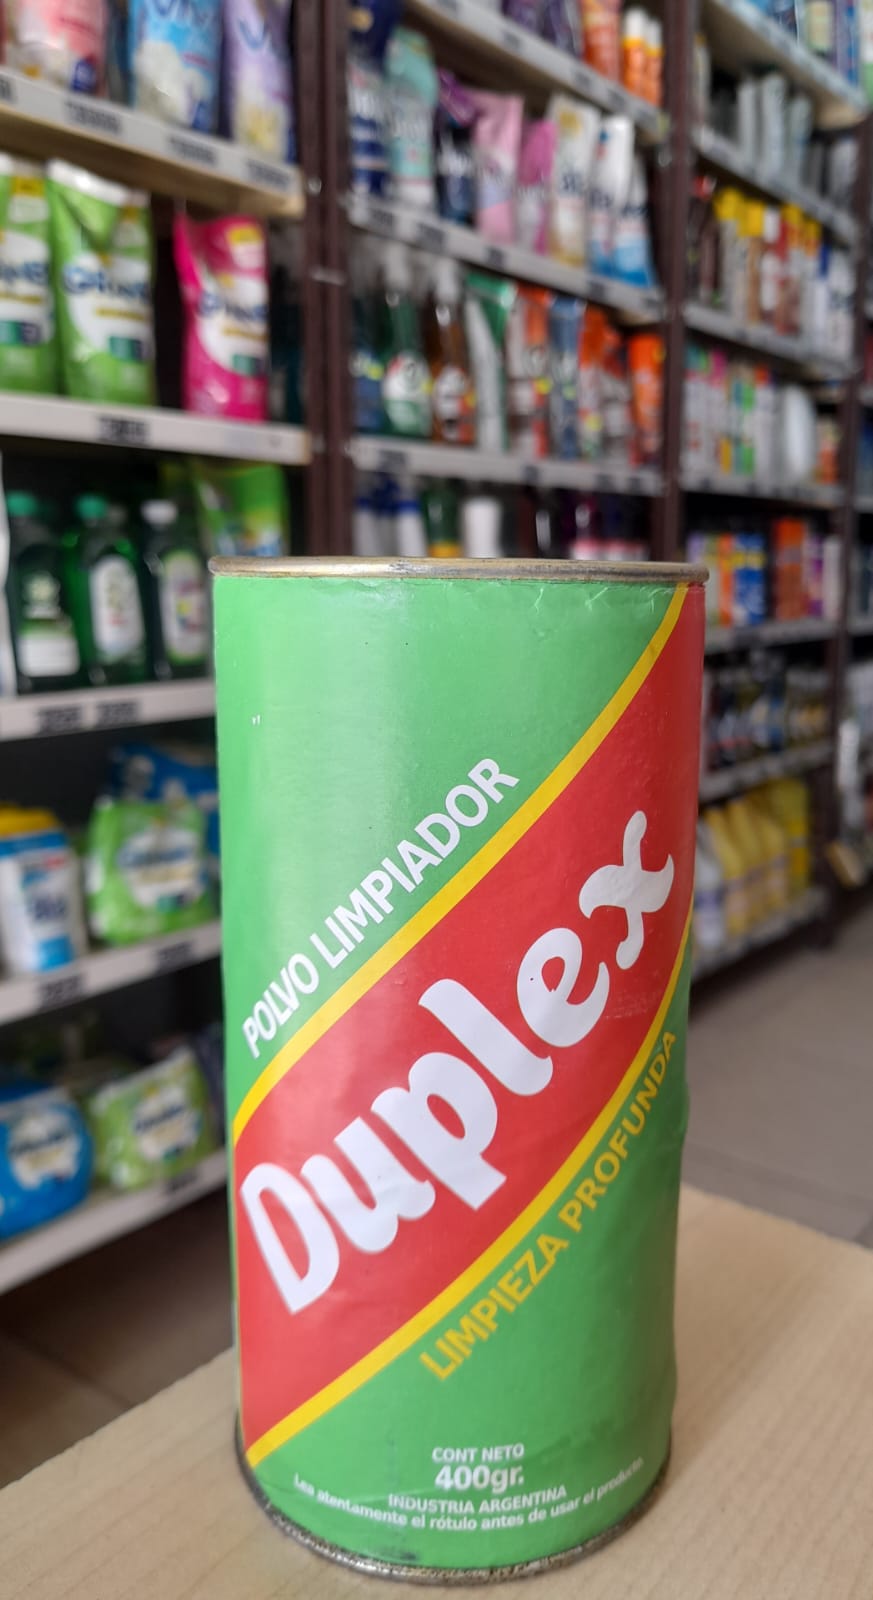 POLVO LIMPIADOR
Duplex
LIMPIEZA PROFUNDA
CONT NETO
400gr.
INDUSTRIA ARGENTINA
Lea atentamente el rótulo antes de usar el producto